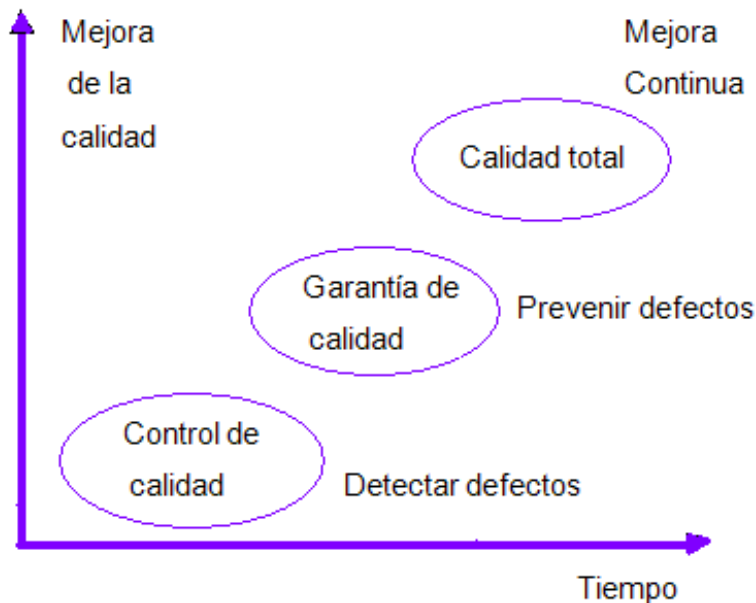 Mejora
de la
calidad
Mejora
Continua
Calidad total
Garantía de
calidad
Prevenir defectos
Control de
calidad
Detectar defectos
Tiempo